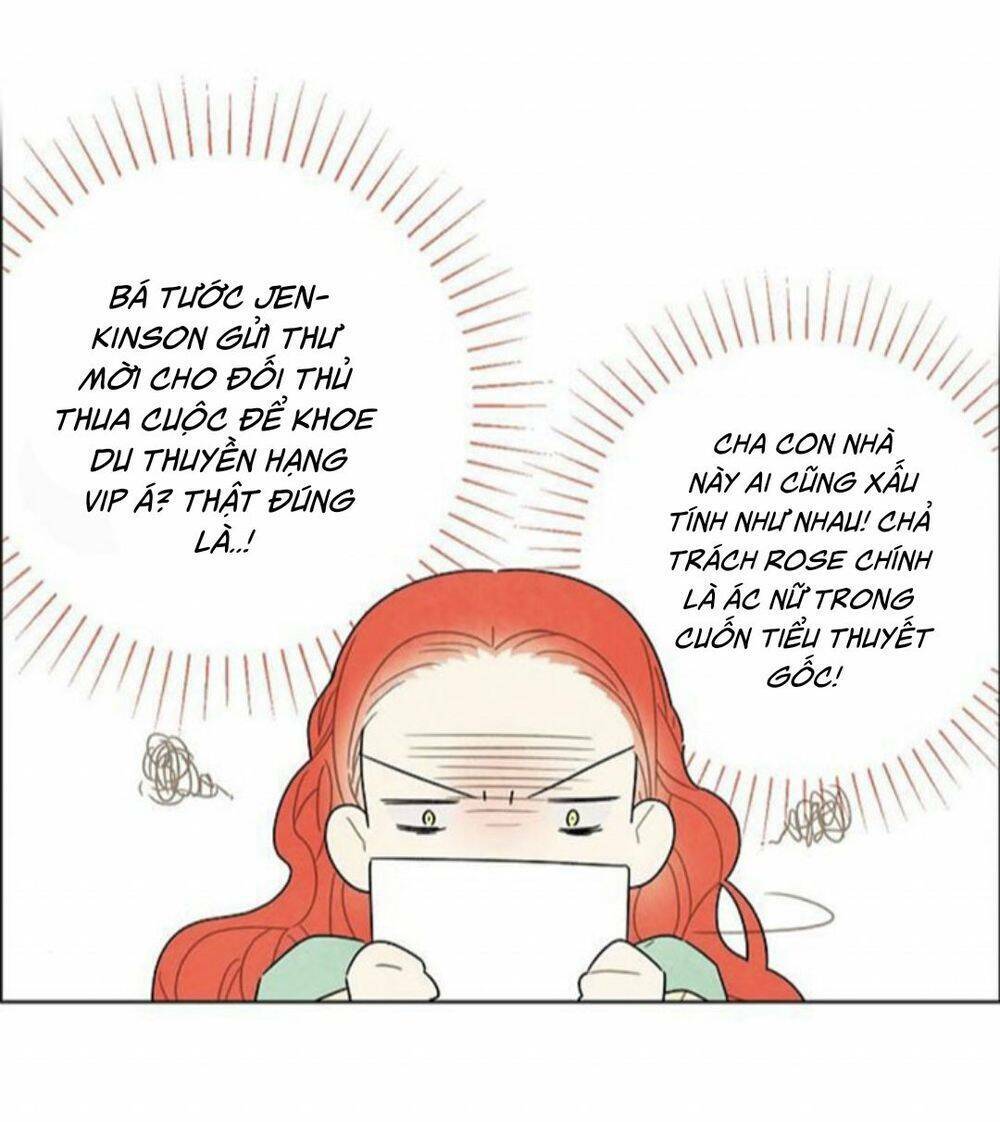 BÁ TƯỚC JEN-
KINSON GỬI THƯ
MỜI CHO ĐỐI THỦ
THUA CUỘC ĐỂ KHOE
DU THUYỀN HẠNG
VIP Á? THẬT ĐÚNG
LÀ..!
CHA CON NHÀ
NÀY AI CŨNG XẤU
TÍNH NHƯ NHAU! CHẢ
TRÁCH ROSE CHÍNH
LÀ ÁC NỮ TRONG
CUỐN TIỂU THUYẾT
GỐC!